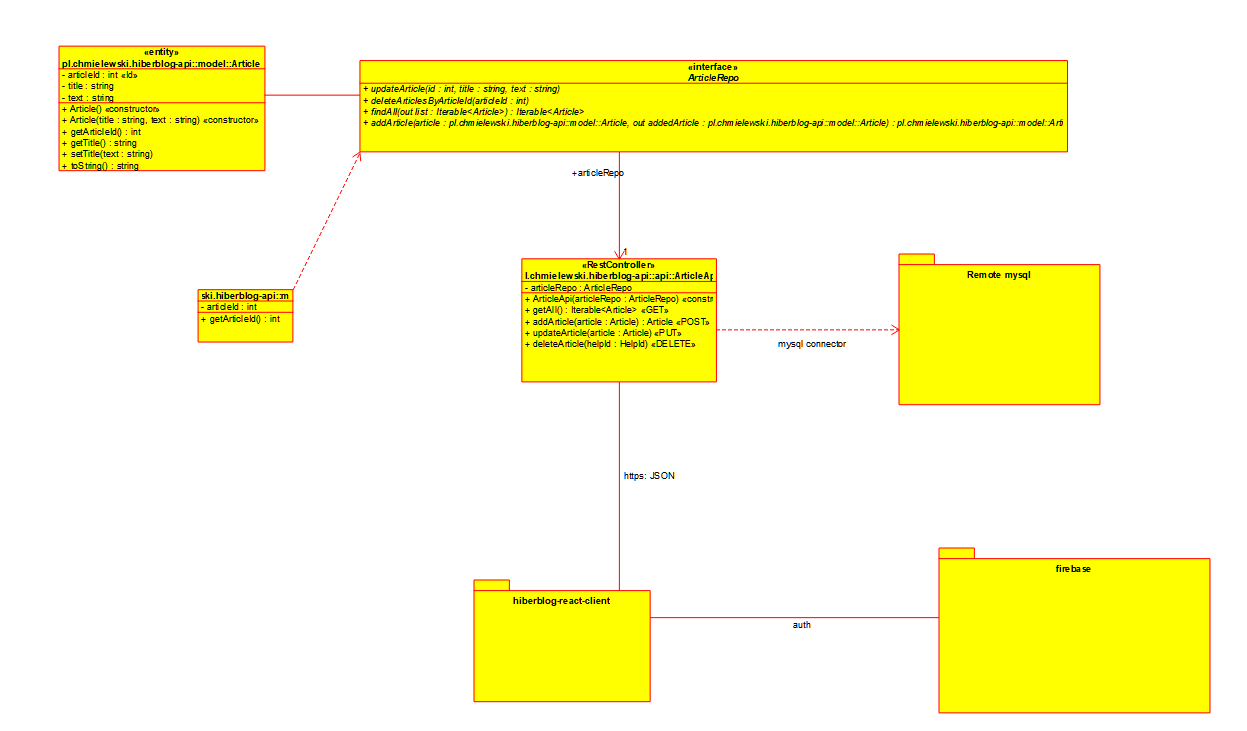 «entity»
pl.chmielewski.hiberblog-api::model::Article
- articleId : int «Id»
- title : string
- text : string
+ Article() «constructor»
+ Article(title : string, text : string) «constructor»
+ getArticleId() : int
+ getTitle() : string
+ setTitle(text : string)
+ toString() : string
«interface»
ArticleRepo
+ updateArticle(id : int, title : string, text : string)
+ deleteArticlesByArticleId(articleId : int)
+ findAll(out list : Iterable<Article>) : Iterable<Article>
+ addArticle(article : pl.chmielewski.hiberblog-api::model::Article, out addedArticle : pl.chmielewski.hiberblog-api::model::Article) : pl.chmielewski.hiberblog-api::model::Arti
+articleRepo
1
ski.hiberblog-api::m
- articleId : int
+ getArticleId() : int
«RestController»
l.chmielewski.hiberblog-api::api::ArticleAp
- articleRepo : ArticleRepo
+ ArticleApi(articleRepo : ArticleRepo) «constr
+ getAll() : Iterable<Article> «GET»
+ addArticle(article : Article) : Article «POST»
+ updateArticle(article : Article) «PUT»
+ deleteArticle(helpId : HelpId) «DELETE»
Remote mysql
mysql connector
https: JSON
hiberblog-react-client
auth
firebase